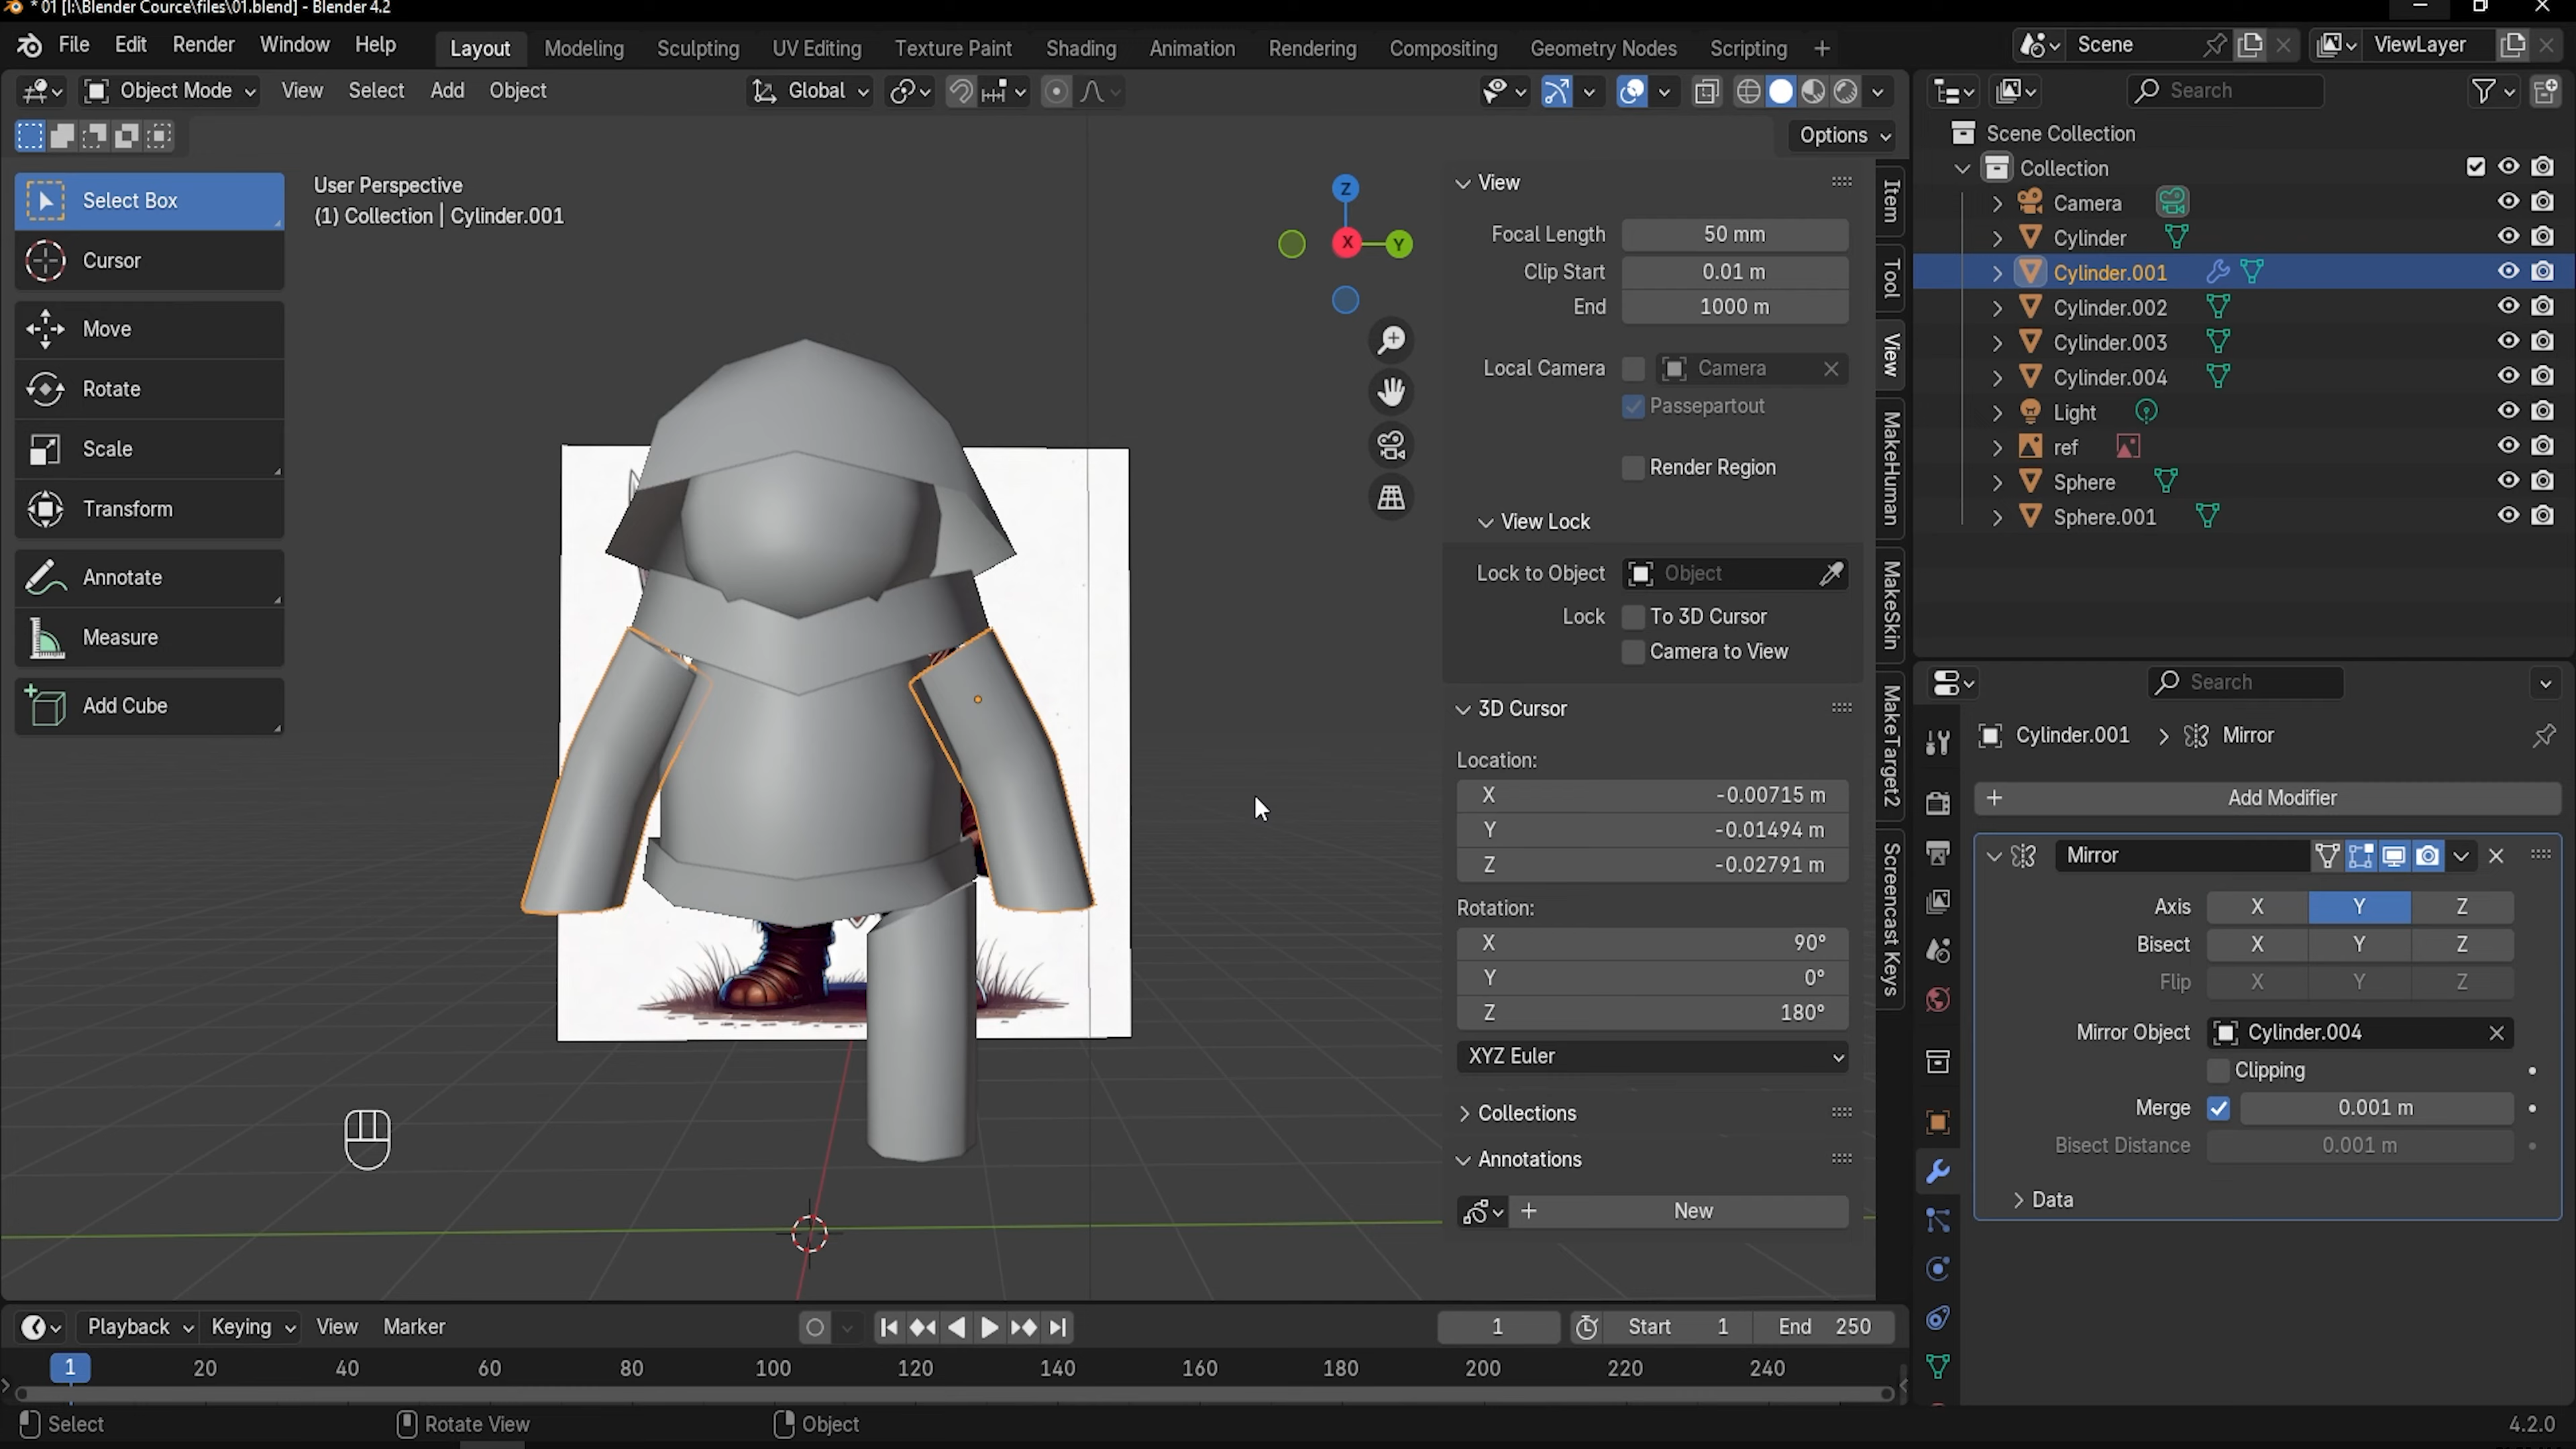 * 01 [I:\Blender Cource\files\01.blend] - Blender 4.2
File Edit Render Window Help Layout Modeling Sculpting UV Editing Texture Paint Shading Animation Rendering Compositing Geometry Nodes Scripting + Scene ViewLayer
Object Mode View Select Add Object Global Search
Options
Scene Collection
Collection
Camera
Cylinder
Cylinder.001
Cylinder.002
Cylinder.003
Cylinder.004
Light
ref
Sphere
Sphere.001
Select Box
Cursor
Move
Rotate
Scale
Transform
Annotate
Measure
Add Cube
User Perspective
(1) Collection | Cylinder.001
Z
X
Y
View
Focal Length 50 mm
Clip Start 0.01 m
End 1000 m
Local Camera Camera
Passepartout
Render Region
View Lock
Lock to Object Object
Lock To 3D Cursor
Camera to View
3D Cursor
Location:
X -0.00715 m
Y -0.01494 m
Z -0.02791 m
Rotation:
X 90°
Y 0°
Z 180°
XYZ Euler
Collections
Annotations
New
Item
Tool
View
MakeHuman
MakeSkin
MakeTarget2
Screencast Keys
Search
Cylinder.001 Mirror
Add Modifier
Mirror
Axis X Y Z
Bisect X Y Z
Flip X Y Z
Mirror Object Cylinder.004
Clipping
Merge 0.001 m
Bisect Distance 0.001 m
Data
Playback Keying View Marker 1 Start 1 End 250
1 20 40 60 80 100 120 140 160 180 200 220 240
Select Rotate View Object 4.2.0